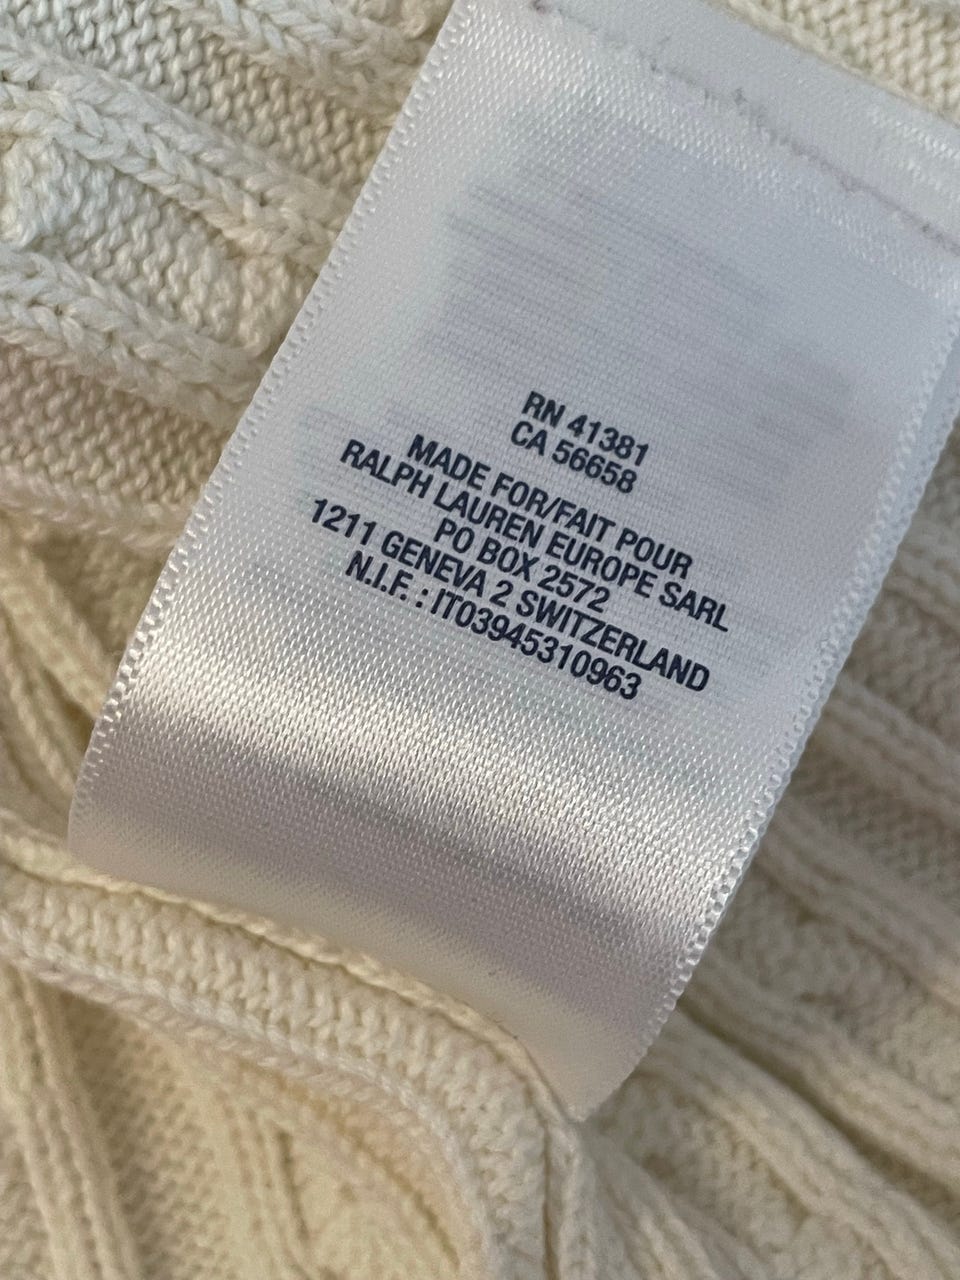 RN 41381
CA 56658
MADE FOR/FAIT POUR
RALPH LAUREN EUROPE SARL
PO BOX 2572
1211 GENEVA 2 SWITZERLAND
N.I.F. : IT03945310963